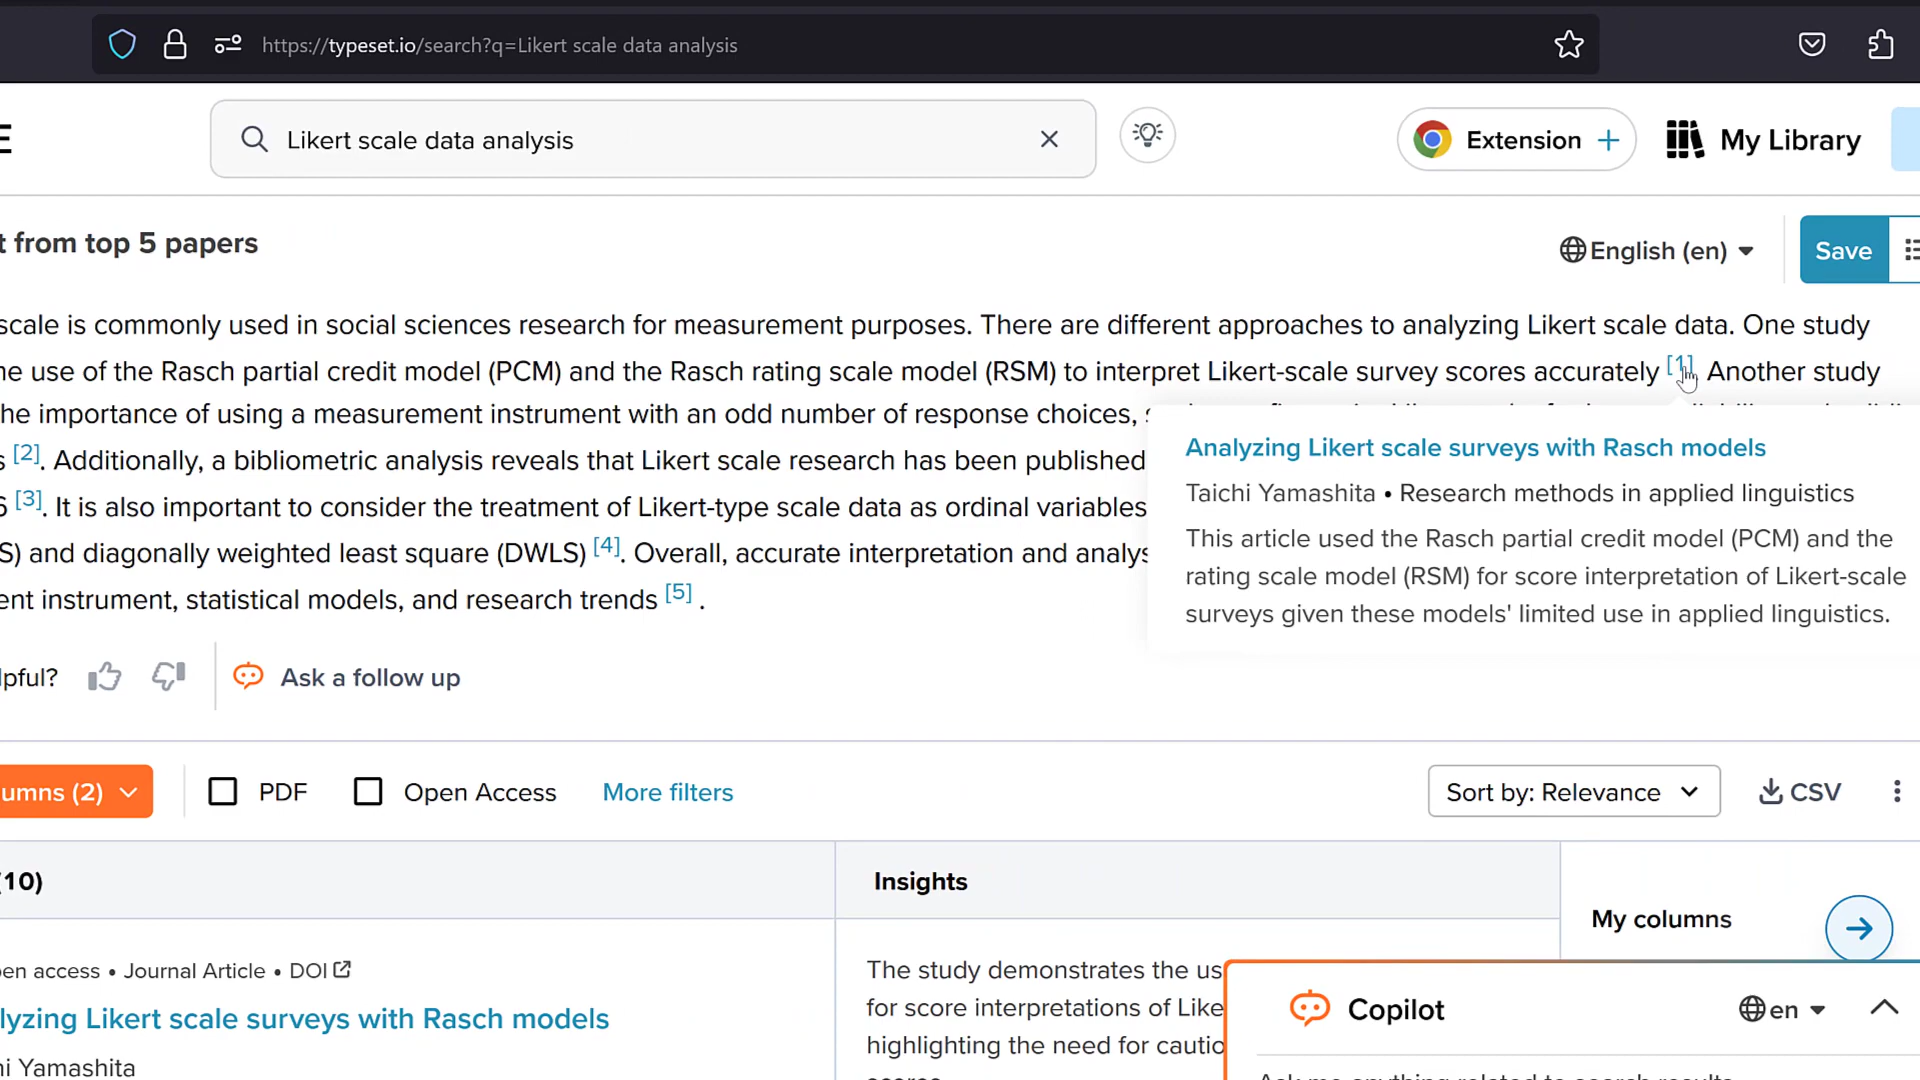 https://typeset.io/search?q=Likert scale data analysis
E
Likert scale data analysis
Extension +
My Library
t from top 5 papers
English (en)
Save
scale is commonly used in social sciences research for measurement purposes. There are different approaches to analyzing Likert scale data. One study
ne use of the Rasch partial credit model (PCM) and the Rasch rating scale model (RSM) to interpret Likert-scale survey scores accurately [1]. Another study
he importance of using a measurement instrument with an odd number of response choices, s
s [2]. Additionally, a bibliometric analysis reveals that Likert scale research has been published
6 [3]. It is also important to consider the treatment of Likert-type scale data as ordinal variables
S) and diagonally weighted least square (DWLS) [4]. Overall, accurate interpretation and analys
ent instrument, statistical models, and research trends [5] .
Analyzing Likert scale surveys with Rasch models
Taichi Yamashita • Research methods in applied linguistics
This article used the Rasch partial credit model (PCM) and the
rating scale model (RSM) for score interpretation of Likert-scale
surveys given these models' limited use in applied linguistics.
lpful?
Ask a follow up
umns (2)
PDF
Open Access
More filters
Sort by: Relevance
CSV
(10)
Insights
My columns
pen access • Journal Article • DOI
lyzing Likert scale surveys with Rasch models
hi Yamashita
The study demonstrates the us
for score interpretations of Like
highlighting the need for cautio
Copilot
en
Ask me anything related to search results